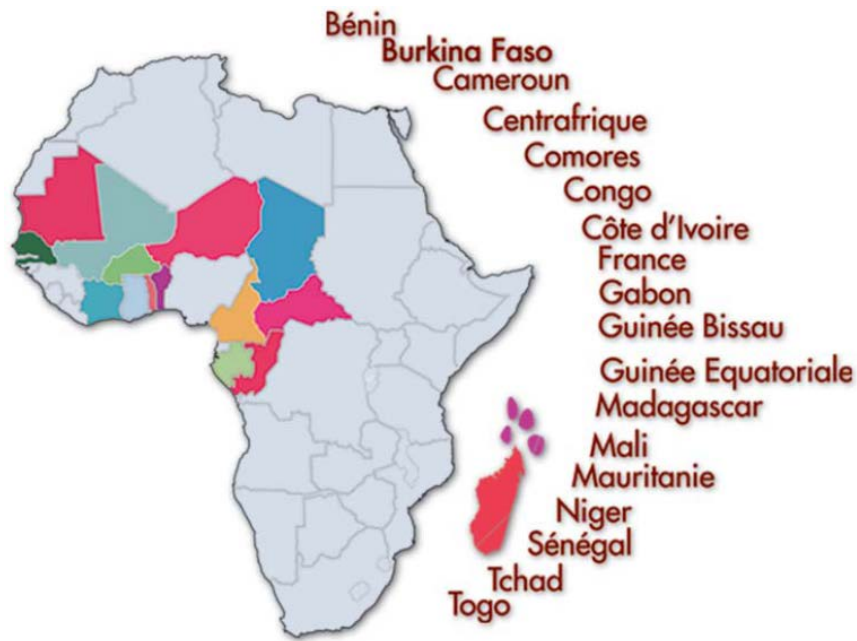 Bénin
Burkina Faso
Cameroun
Centrafrique
Comores
Congo
Côte d'Ivoire
France
Gabon
Guinée Bissau
Guinée Equatoriale
Madagascar
Mali
Mauritanie
Niger
Sénégal
Tchad
Togo